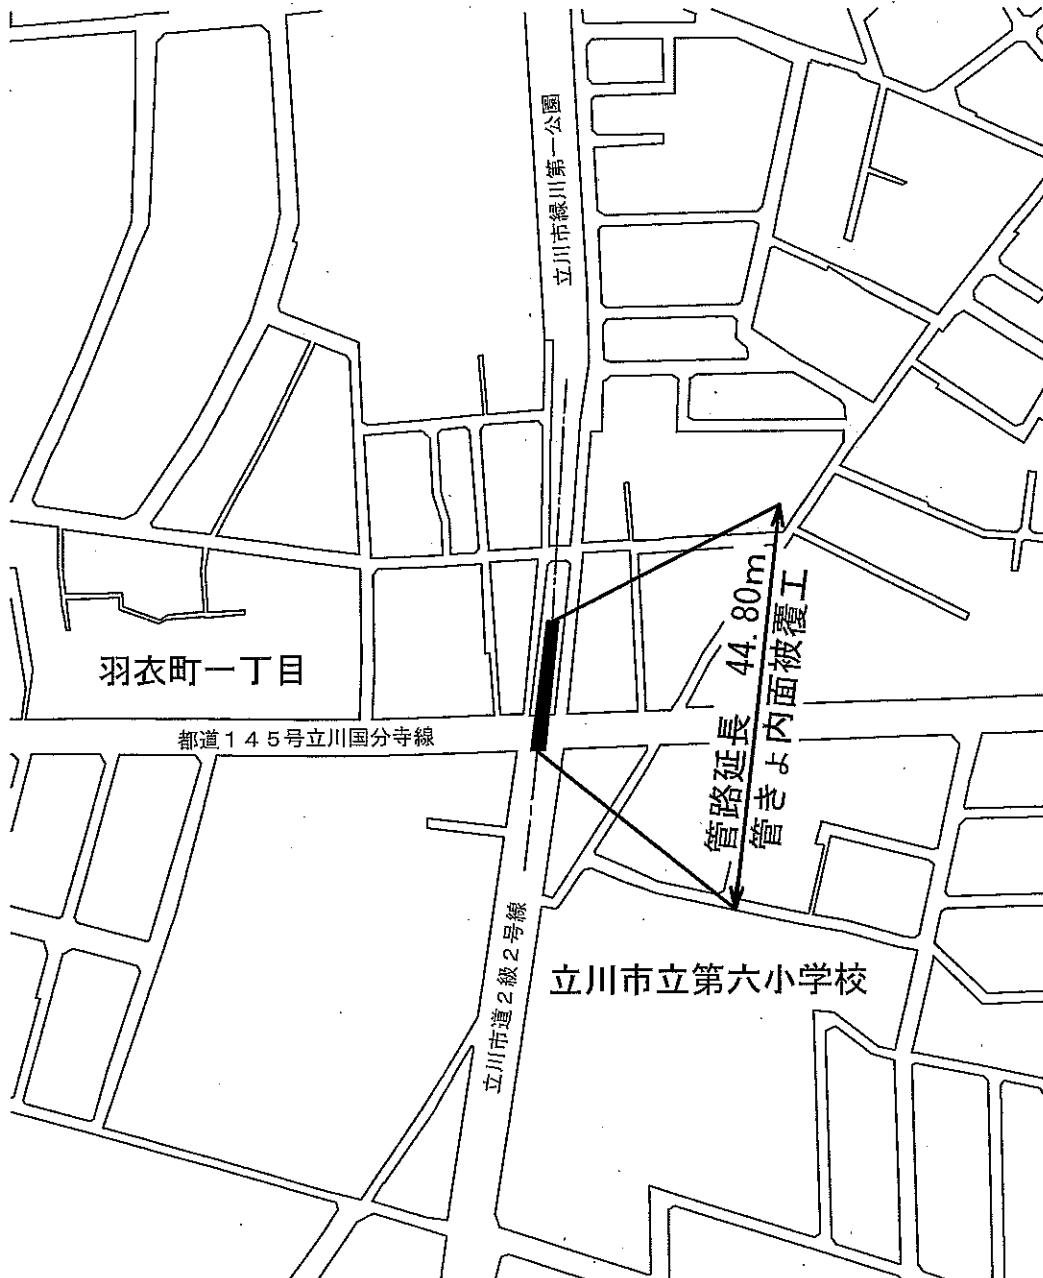 立川市緑川第一公園
管路延長 44.80m
管きょ内面被覆工
羽衣町一丁目
都道145号立川国分寺線
立川市道2級2号線
立川市立第六小学校